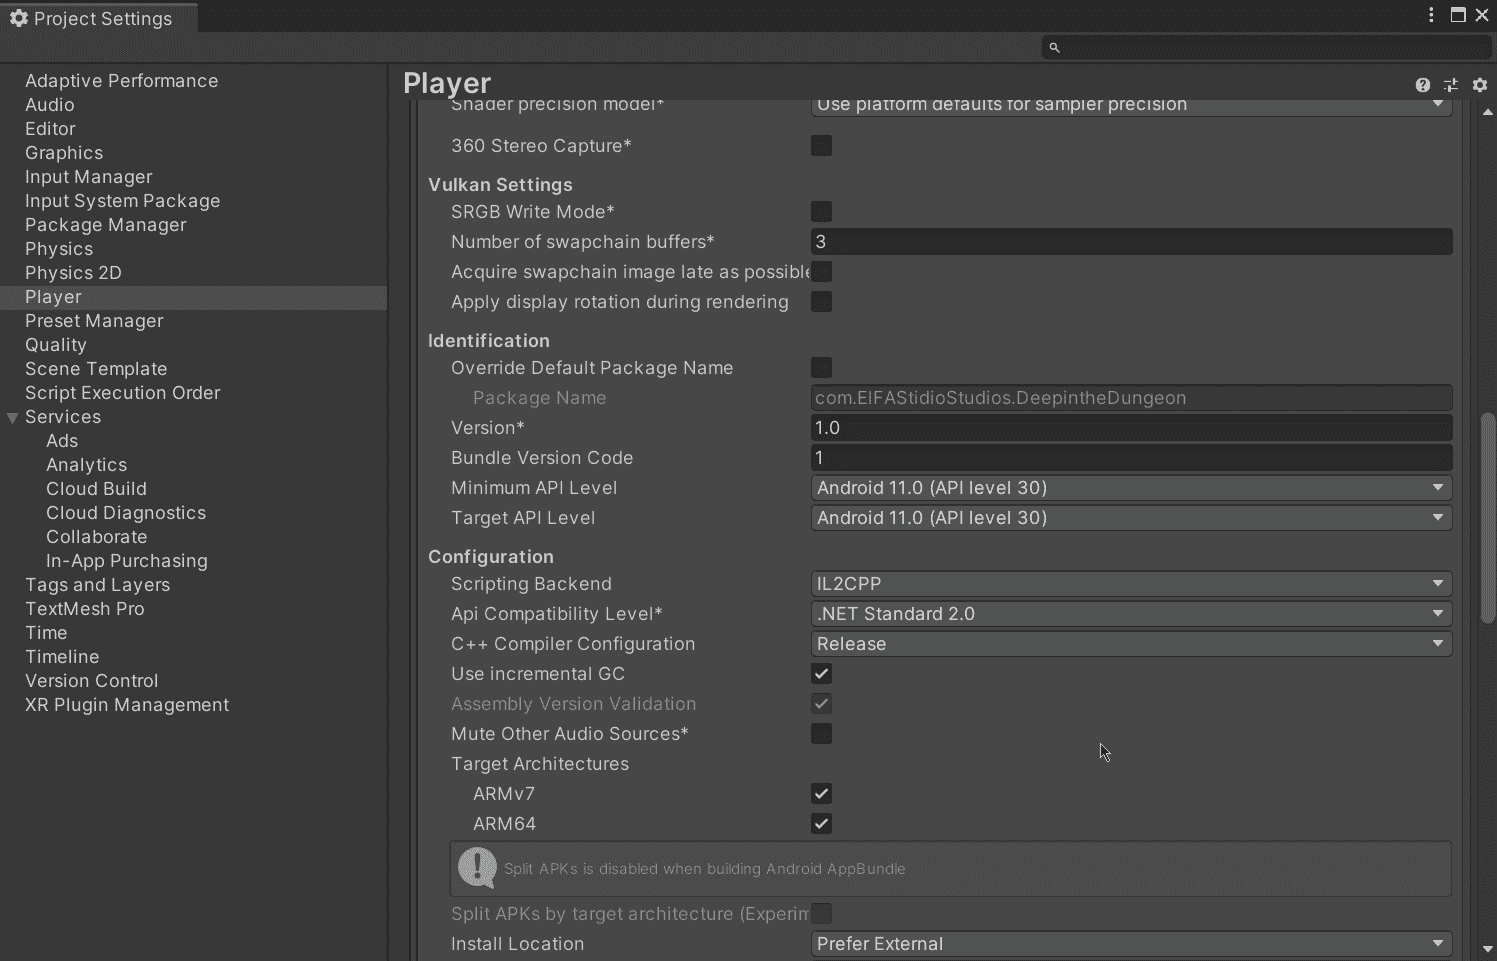 Project Settings
Adaptive Performance
Audio
Editor
Graphics
Input Manager
Input System Package
Package Manager
Physics
Physics 2D
Player
Preset Manager
Quality
Scene Template
Script Execution Order
Services
Ads
Analytics
Cloud Build
Cloud Diagnostics
Collaborate
In-App Purchasing
Tags and Layers
TextMesh Pro
Time
Timeline
Version Control
XR Plugin Management
Player
Shader precision model* Use platform defaults for sampler precision
360 Stereo Capture*
Vulkan Settings
SRGB Write Mode*
Number of swapchain buffers* 3
Acquire swapchain image late as possible
Apply display rotation during rendering
Identification
Override Default Package Name
Package Name com.ElFAStidioStudios.DeepintheDungeon
Version* 1.0
Bundle Version Code 1
Minimum API Level Android 11.0 (API level 30)
Target API Level Android 11.0 (API level 30)
Configuration
Scripting Backend IL2CPP
Api Compatibility Level* .NET Standard 2.0
C++ Compiler Configuration Release
Use incremental GC
Assembly Version Validation
Mute Other Audio Sources*
Target Architectures
ARMv7
ARM64
Split APKs is disabled when building Android AppBundle
Split APKs by target architecture (Experim
Install Location Prefer External